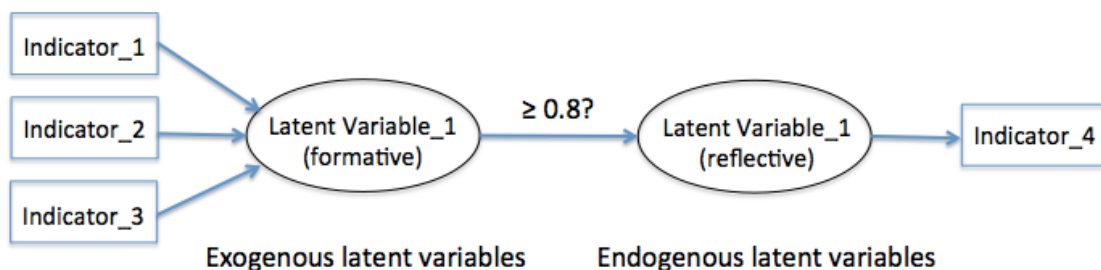 Indicator_1
Indicator_2
Indicator_3
Latent Variable_1
(formative)
≥ 0.8?
Latent Variable_1
(reflective)
Indicator_4
Exogenous latent variables
Endogenous latent variables